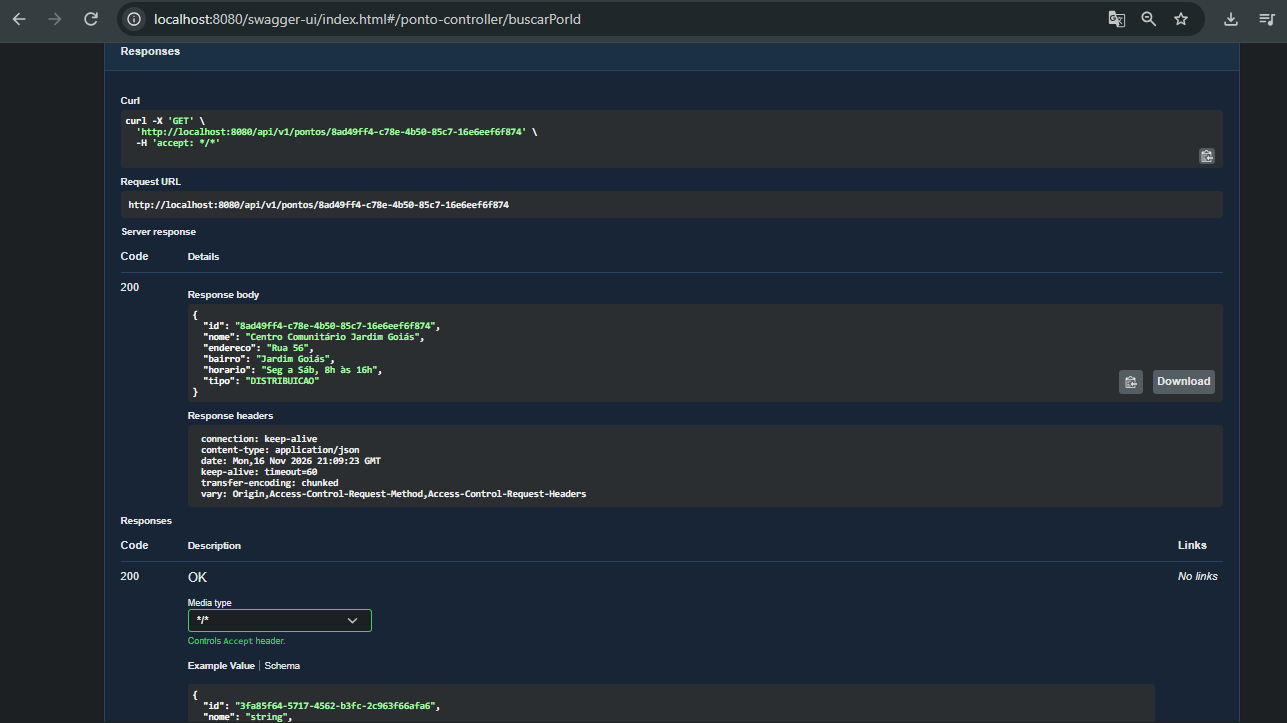 localhost:8080/swagger-ui/index.html#/ponto-controller/buscarPorId
Responses
Curl
curl -X 'GET' \
'http://localhost:8080/api/v1/pontos/8ad49ff4-c78e-4b50-85c7-16e6eef6f874' \
-H 'accept: */*'
Request URL
http://localhost:8080/api/v1/pontos/8ad49ff4-c78e-4b50-85c7-16e6eef6f874
Server response
Code Details
200
Response body
{
"id": "8ad49ff4-c78e-4b50-85c7-16e6eef6f874",
"nome": "Centro Comunitário Jardim Goiás",
"endereco": "Rua 56",
"bairro": "Jardim Goiás",
"horario": "Seg a Sáb, 8h às 16h",
"tipo": "DISTRIBUICAO"
}
Download
Response headers
connection: keep-alive
content-type: application/json
date: Mon,16 Nov 2026 21:09:23 GMT
keep-alive: timeout=60
transfer-encoding: chunked
vary: Origin,Access-Control-Request-Method,Access-Control-Request-Headers
Responses
Code Description Links
200 OK No links
Media type
*/*
Controls Accept header.
Example Value | Schema
{
"id": "3fa85f64-5717-4562-b3fc-2c963f66afa6",
"nome": "string",